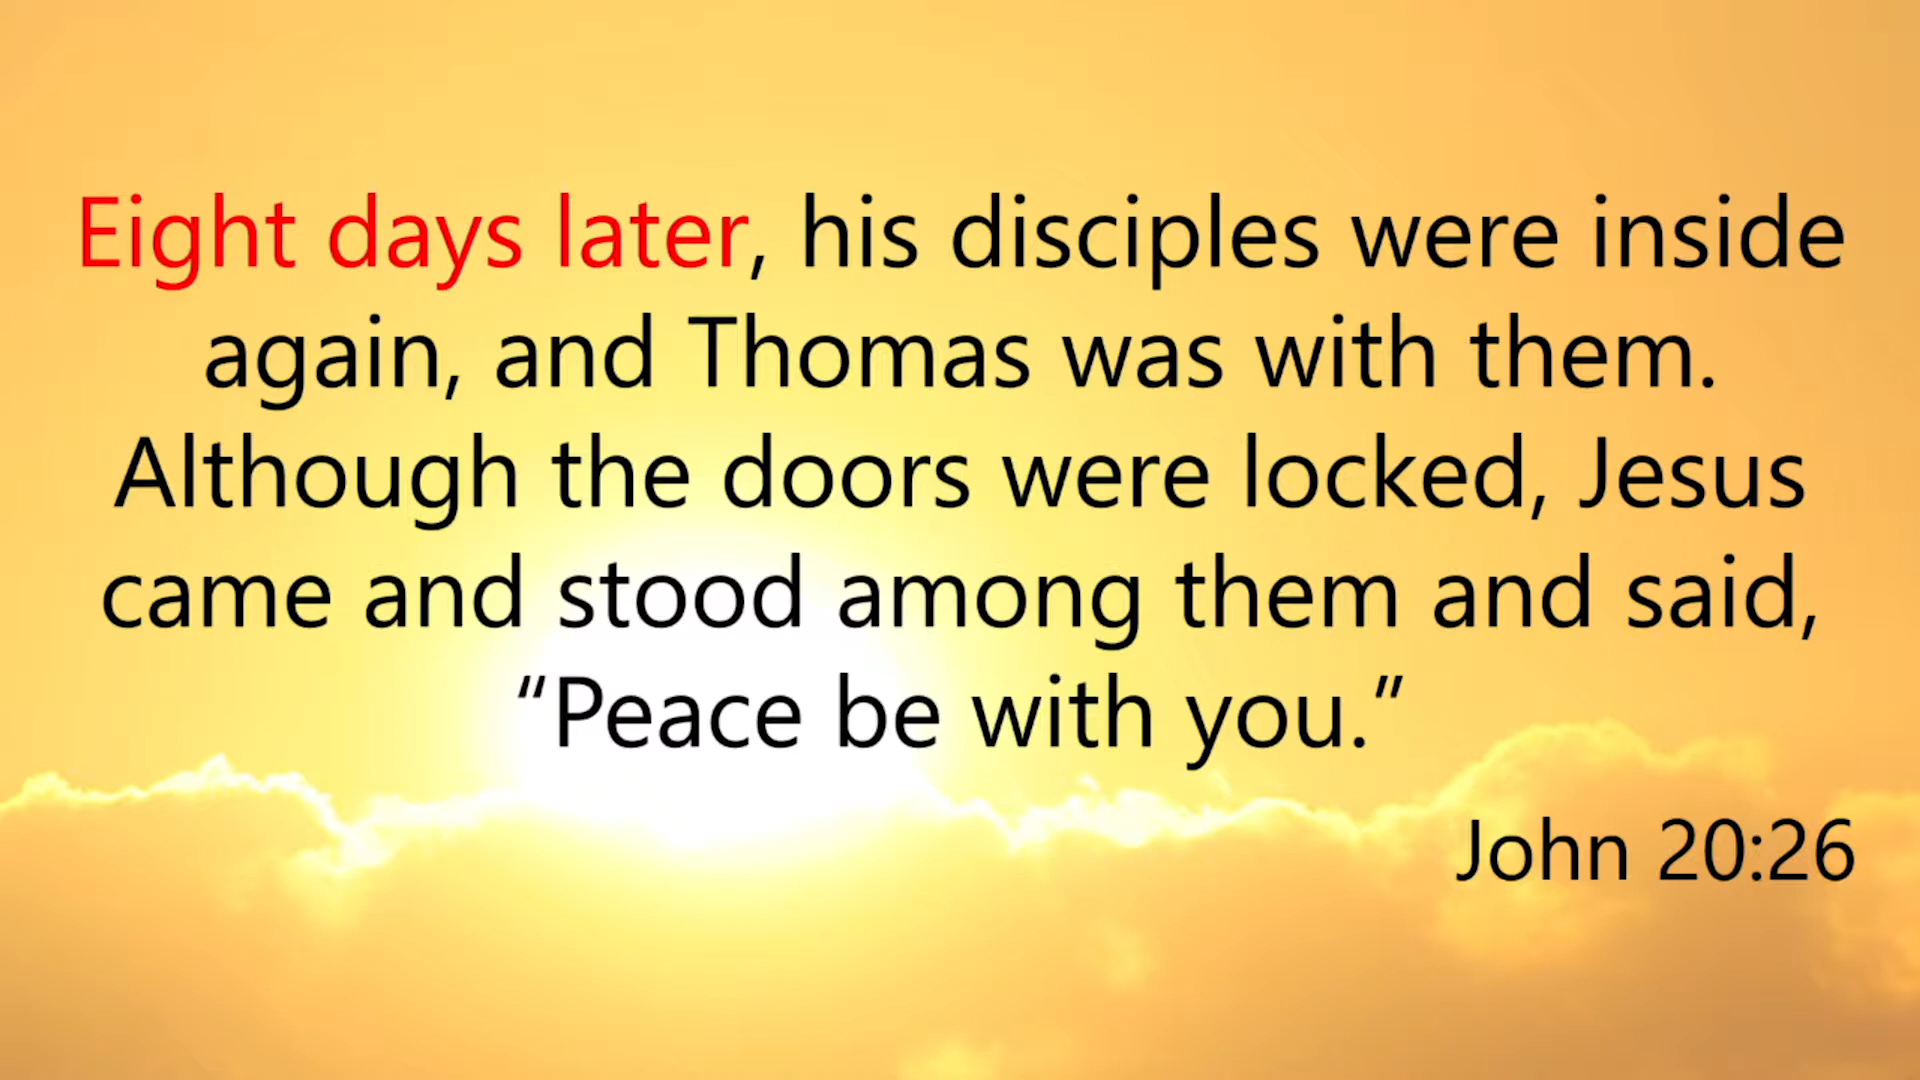 Eight days later, his disciples were inside
again, and Thomas was with them.
Although the doors were locked, Jesus
came and stood among them and said,
“Peace be with you.”
John 20:26